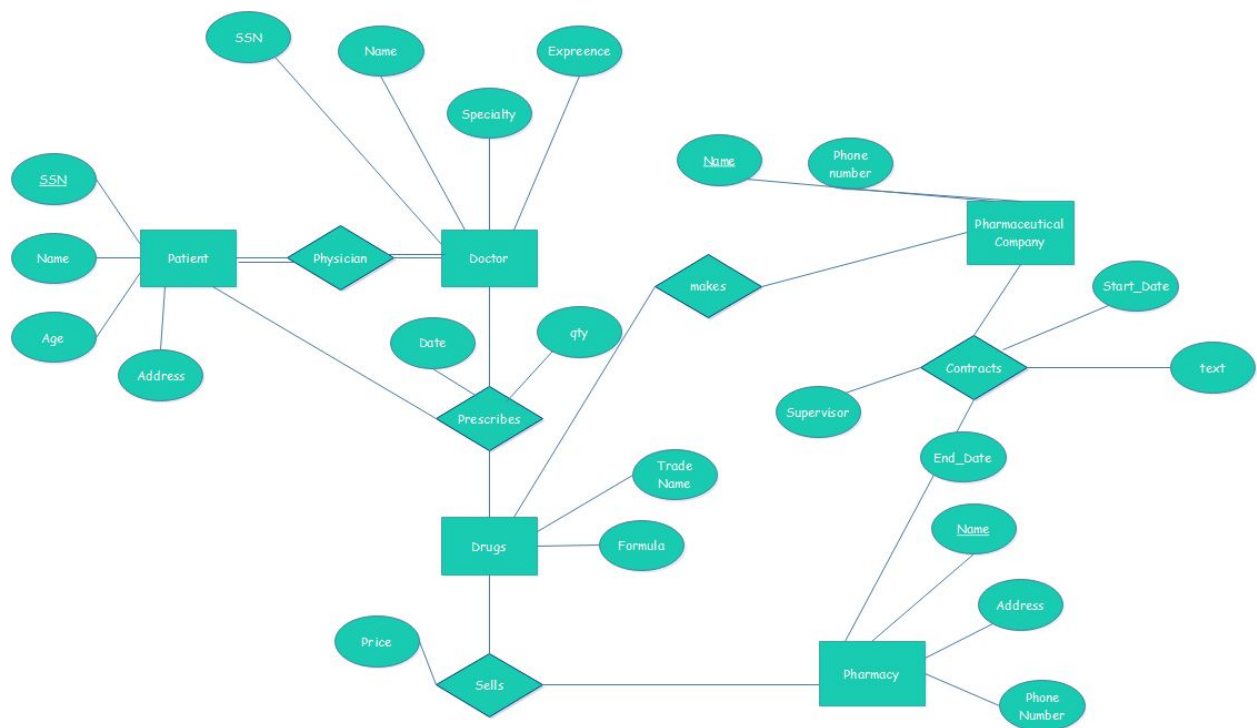 SSN
Name
Expreence
Specialty
Name
Phone
number
SSN
Pharmaceutical
Company
Patient
Physician
Doctor
Name
makes
Start_Date
Date
qty
Age
Address
Contracts
text
Supervisor
Prescribes
End_Date
Trade
Name
Name
Drugs
Formula
Address
Price
Sells
Pharmacy
Phone
Number